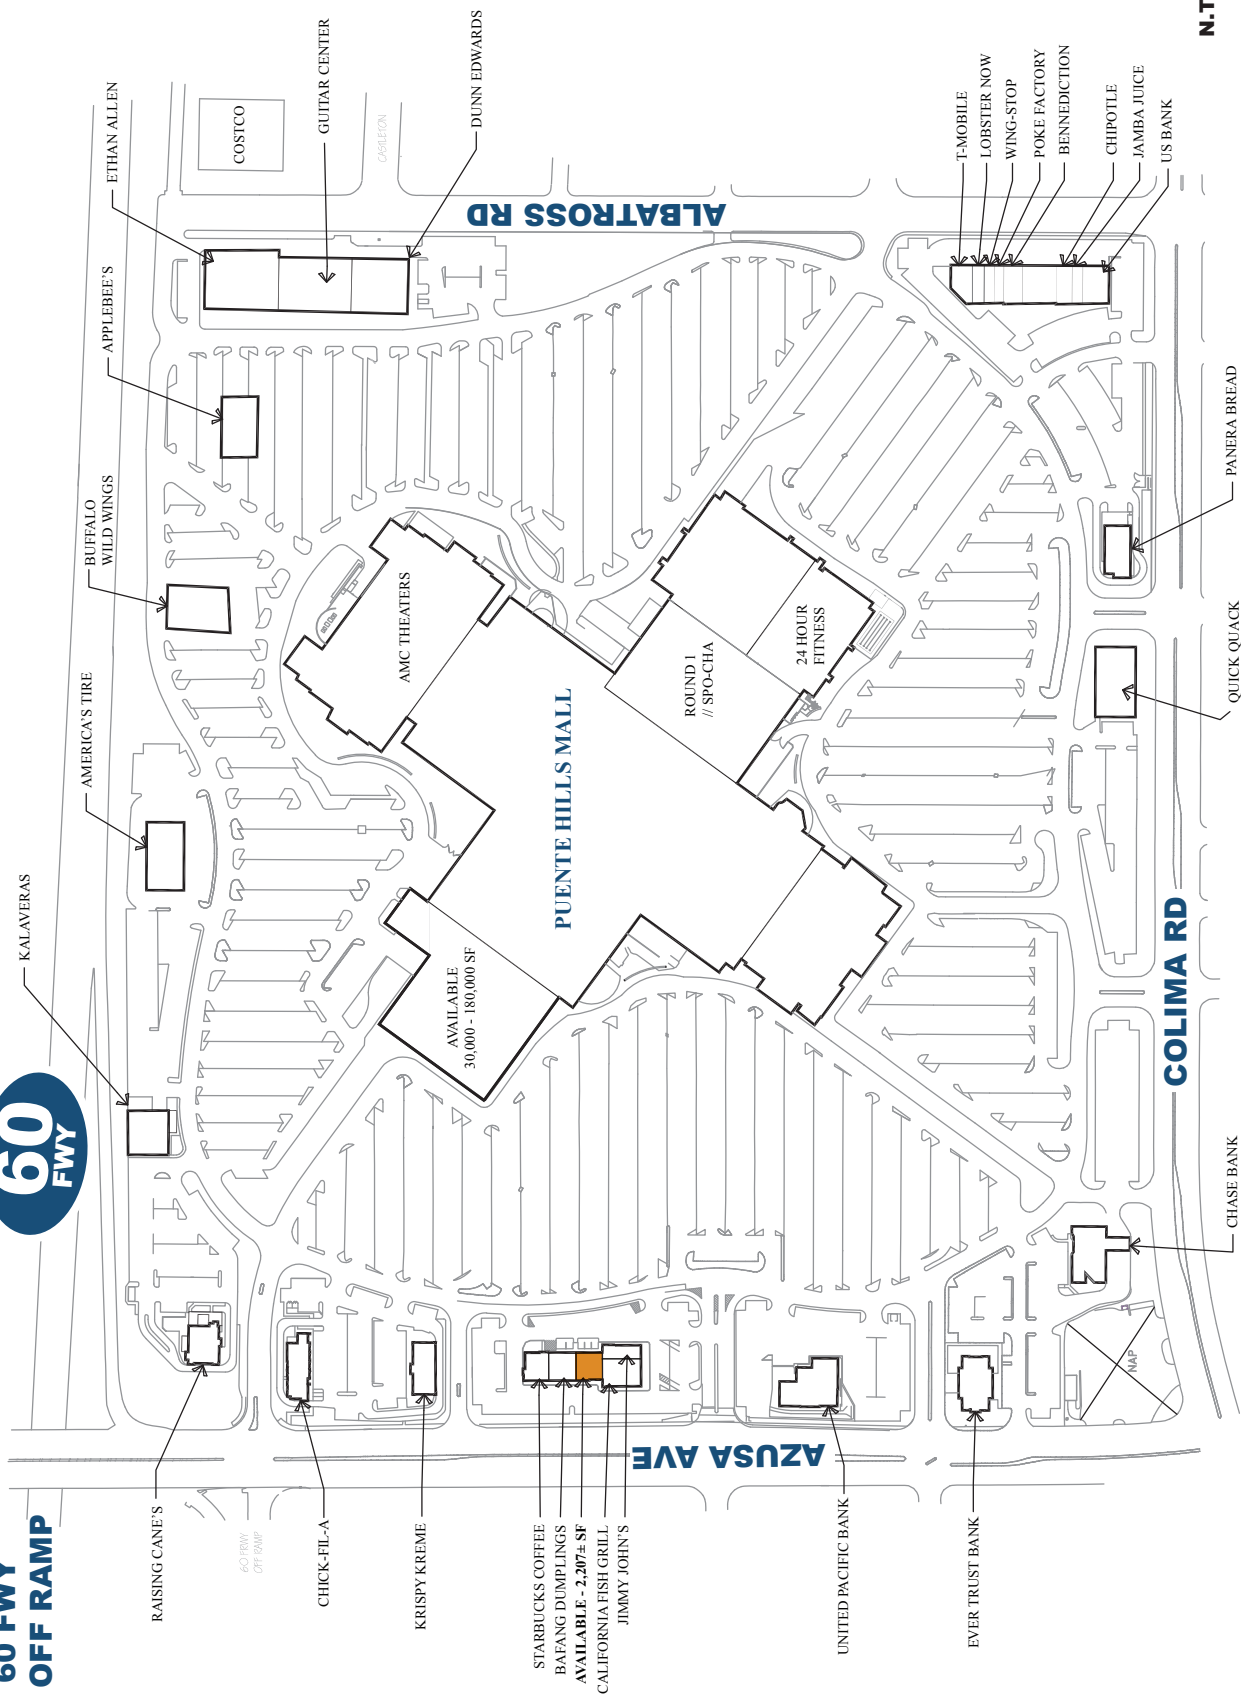 60 FWY
OFF RAMP
60
FWY
KALAVERAS
AMERICA'S TIRE
BUFFALO
WILD WINGS
APPLEBEE'S
ETHAN ALLEN
COSTCO
GUITAR CENTER
CASTLETON
DUNN EDWARDS
ALBATROSS RD
RAISING CANE'S
60 FRWY
OFF RAMP
CHICK-FIL-A
KRISPY KREME
STARBUCKS COFFEE
BAFANG DUMPLINGS
AVAILABLE - 2,207± SF
CALIFORNIA FISH GRILL
JIMMY JOHN'S
AZUSA AVE
UNITED PACIFIC BANK
EVER TRUST BANK
AMC THEATERS
AVAILABLE
30,000 - 180,000 SF
PUENTE HILLS MALL
ROUND 1
// SPO-CHA
24 HOUR
FITNESS
T-MOBILE
LOBSTER NOW
WING-STOP
POKE FACTORY
BENNEDICTION
CHIPOTLE
JAMBA JUICE
US BANK
NAP
COLIMA RD
CHASE BANK
QUICK QUACK
PANERA BREAD
N.T